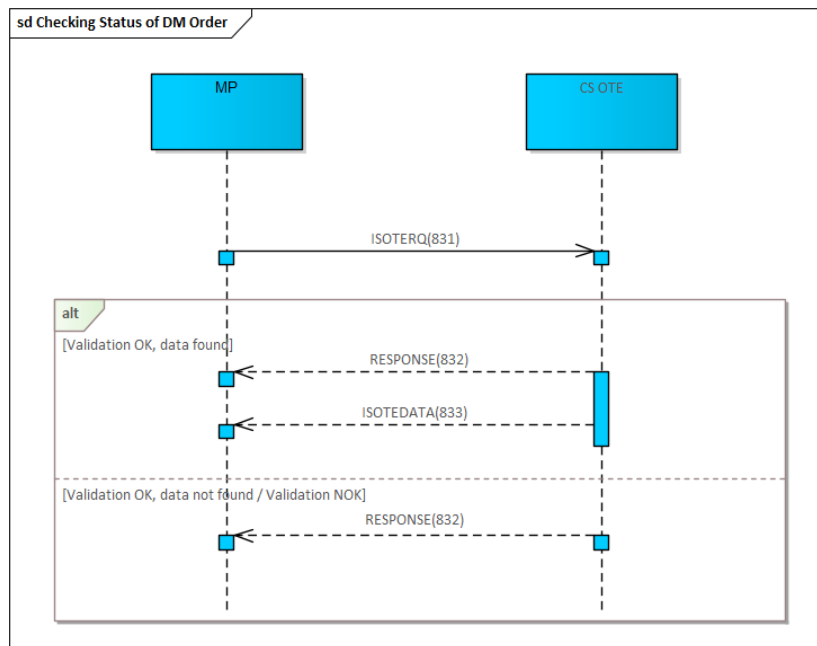 sd Checking Status of DM Order
MP
CS OTE
ISOTERQ(831)
alt
[Validation OK, data found]
RESPONSE(832)
ISOTEDATA(833)
[Validation OK, data not found / Validation NOK]
RESPONSE(832)